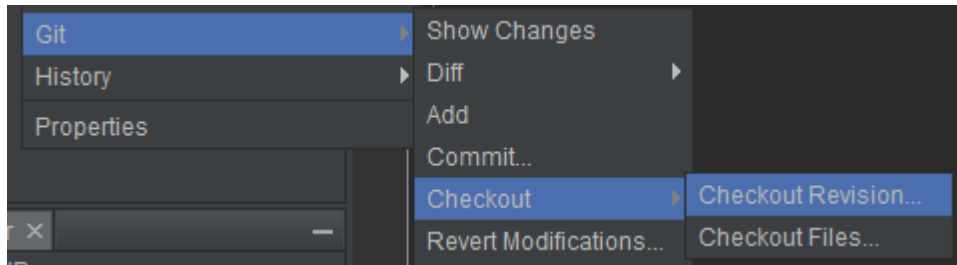 Git
History
Properties
Show Changes
Diff
Add
Commit...
Checkout
Revert Modifications...
Checkout Revision...
Checkout Files...